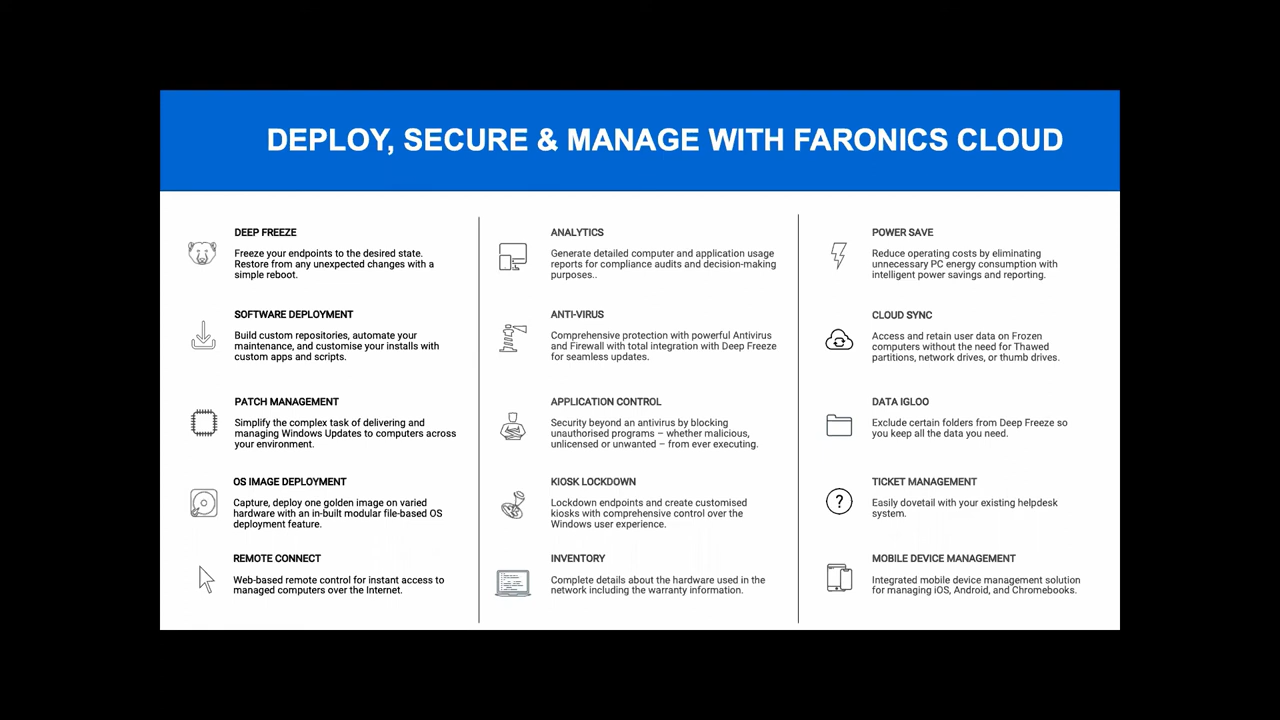 DEPLOY, SECURE & MANAGE WITH FARONICS CLOUD
DEEP FREEZE
Freeze your endpoints to the desired state.
Restore from any unexpected changes with a
simple reboot.
SOFTWARE DEPLOYMENT
Build custom repositories, automate your
maintenance, and customise your installs with
custom apps and scripts.
PATCH MANAGEMENT
Simplify the complex task of delivering and
managing Windows Updates to computers across
your environment.
OS IMAGE DEPLOYMENT
Capture, deploy one golden image on varied
hardware with an in-built modular file-based OS
deployment feature.
REMOTE CONNECT
Web-based remote control for instant access to
managed computers over the Internet.
ANALYTICS
Generate detailed computer and application usage
reports for compliance audits and decision-making
purposes..
ANTI-VIRUS
Comprehensive protection with powerful Antivirus
and Firewall with total integration with Deep Freeze
for seamless updates.
APPLICATION CONTROL
Security beyond an antivirus by blocking
unauthorised programs – whether malicious,
unlicensed or unwanted – from ever executing.
KIOSK LOCKDOWN
Lockdown endpoints and create customised
kiosks with comprehensive control over the
Windows user experience.
INVENTORY
Complete details about the hardware used in the
network including the warranty information.
POWER SAVE
Reduce operating costs by eliminating
unnecessary PC energy consumption with
intelligent power savings and reporting.
CLOUD SYNC
Access and retain user data on Frozen
computers without the need for Thawed
partitions, network drives, or thumb drives.
DATA IGLOO
Exclude certain folders from Deep Freeze so
you keep all the data you need.
TICKET MANAGEMENT
Easily dovetail with your existing helpdesk
system.
MOBILE DEVICE MANAGEMENT
Integrated mobile device management solution
for managing iOS, Android, and Chromebooks.